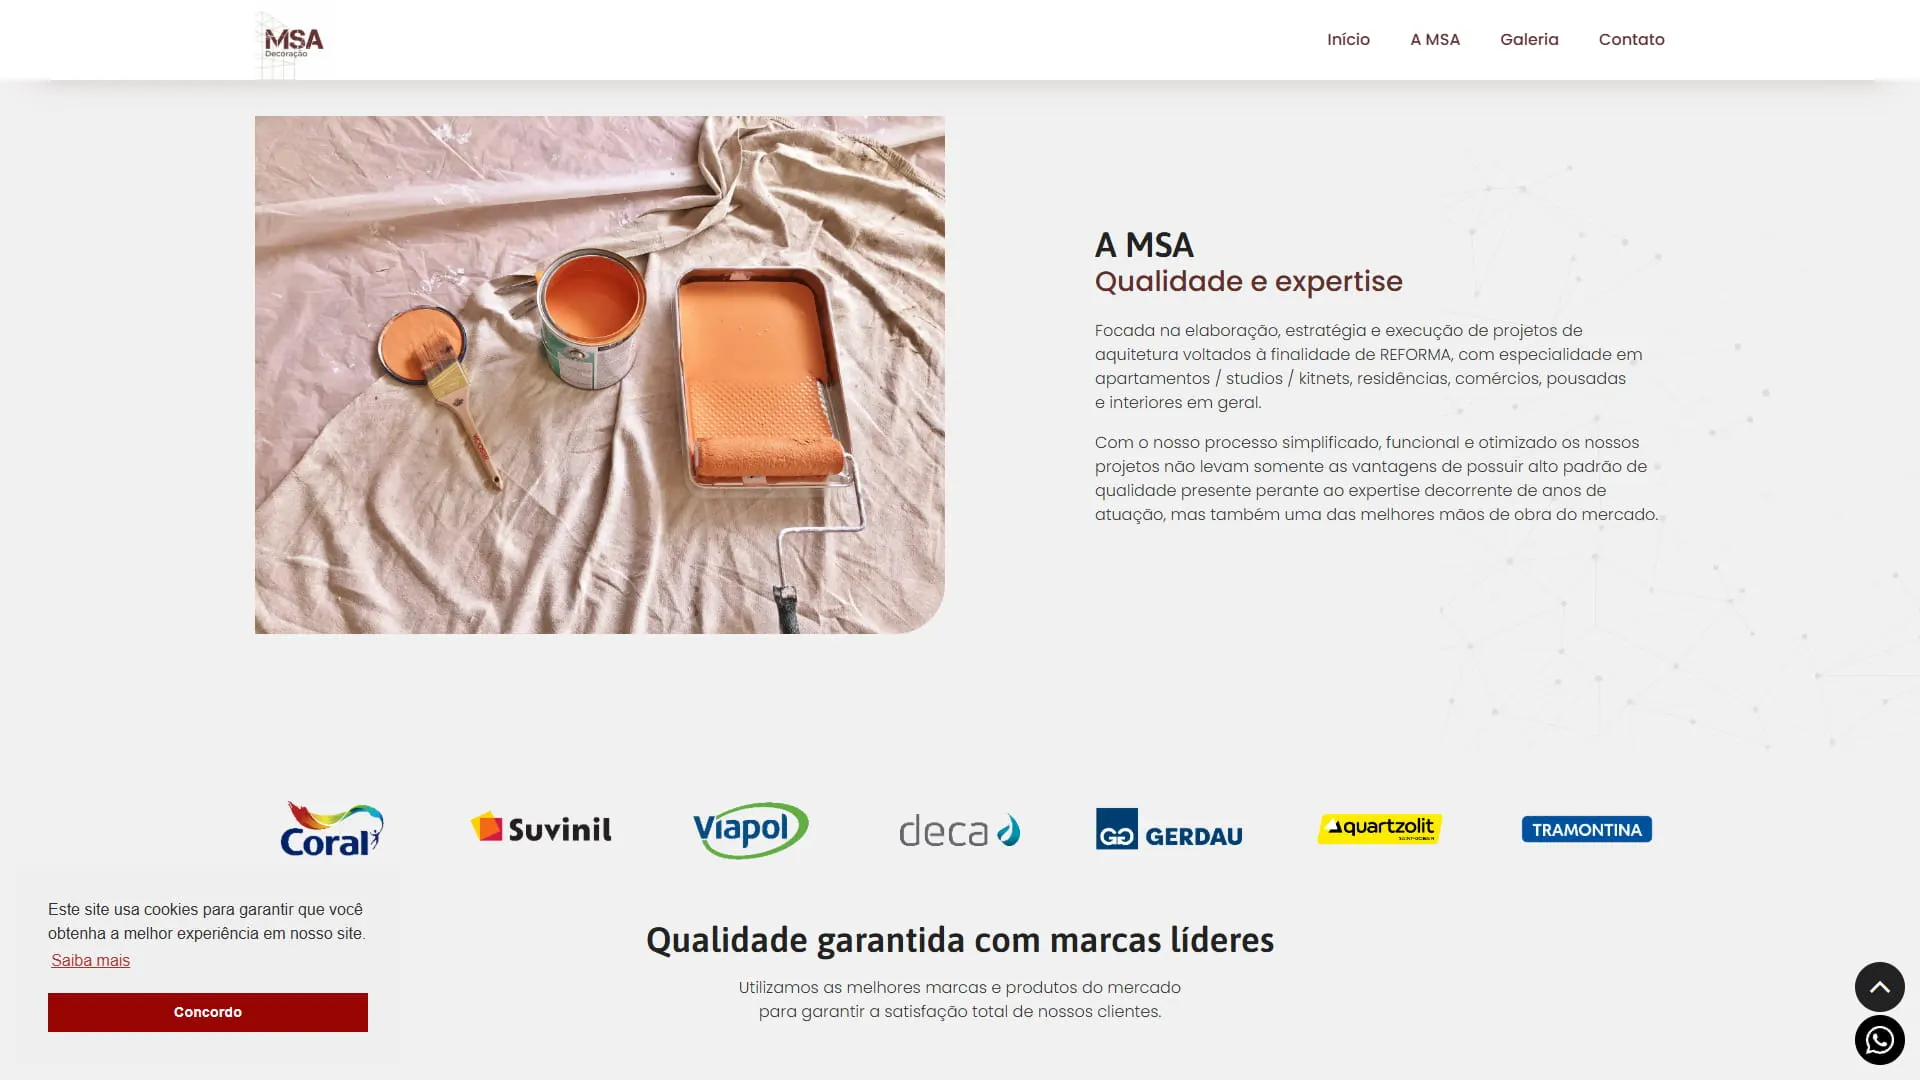 MSA
Decoração
Início
A MSA
Galeria
Contato
A MSA
Qualidade e expertise
Focada na elaboração, estratégia e execução de projetos de
aquitetura voltados à finalidade de REFORMA, com especialidade em
apartamentos / studios / kitnets, residências, comércios, pousadas
e interiores em geral.
Com o nosso processo simplificado, funcional e otimizado os nossos
projetos não levam somente as vantagens de possuir alto padrão de
qualidade presente perante ao expertise decorrente de anos de
atuação, mas também uma das melhores mãos de obra do mercado.
Coral
Suvinil
Viapol
deca
GERDAU
quartzolit
TRAMONTINA
Este site usa cookies para garantir que você
obtenha a melhor experiência em nosso site.
Saiba mais
Concordo
Qualidade garantida com marcas líderes
Utilizamos as melhores marcas e produtos do mercado
para garantir a satisfação total de nossos clientes.